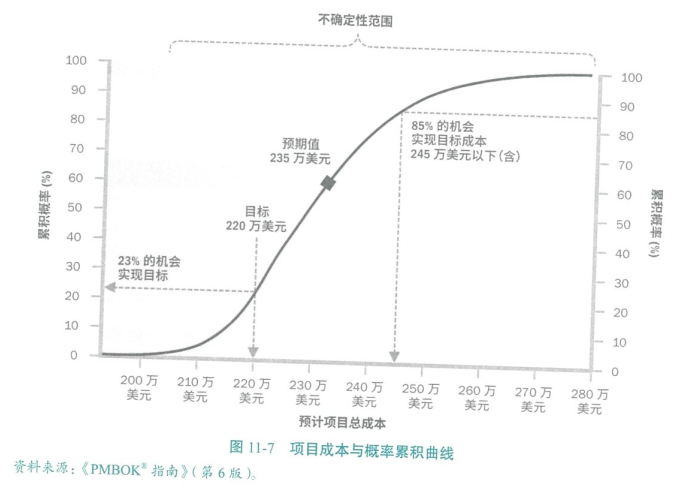 不确定性范围
100
90
80
70
60
50
40
30
20
10
0
累积概率(%)
预期值
235 万美元
目标
220 万美元
23% 的机会
实现目标
85% 的机会
实现目标成本
245 万美元以下(含)
100
90
80
70
60
50
40
30
20
10
0
累积概率(%)
200 万
美元
210 万
美元
220 万
美元
230 万
美元
240 万
美元
250 万
美元
260 万
美元
270 万
美元
280 万
美元
预计项目总成本
图 11-7 项目成本与概率累积曲线
资料来源:《PMBOK® 指南》(第 6 版)。